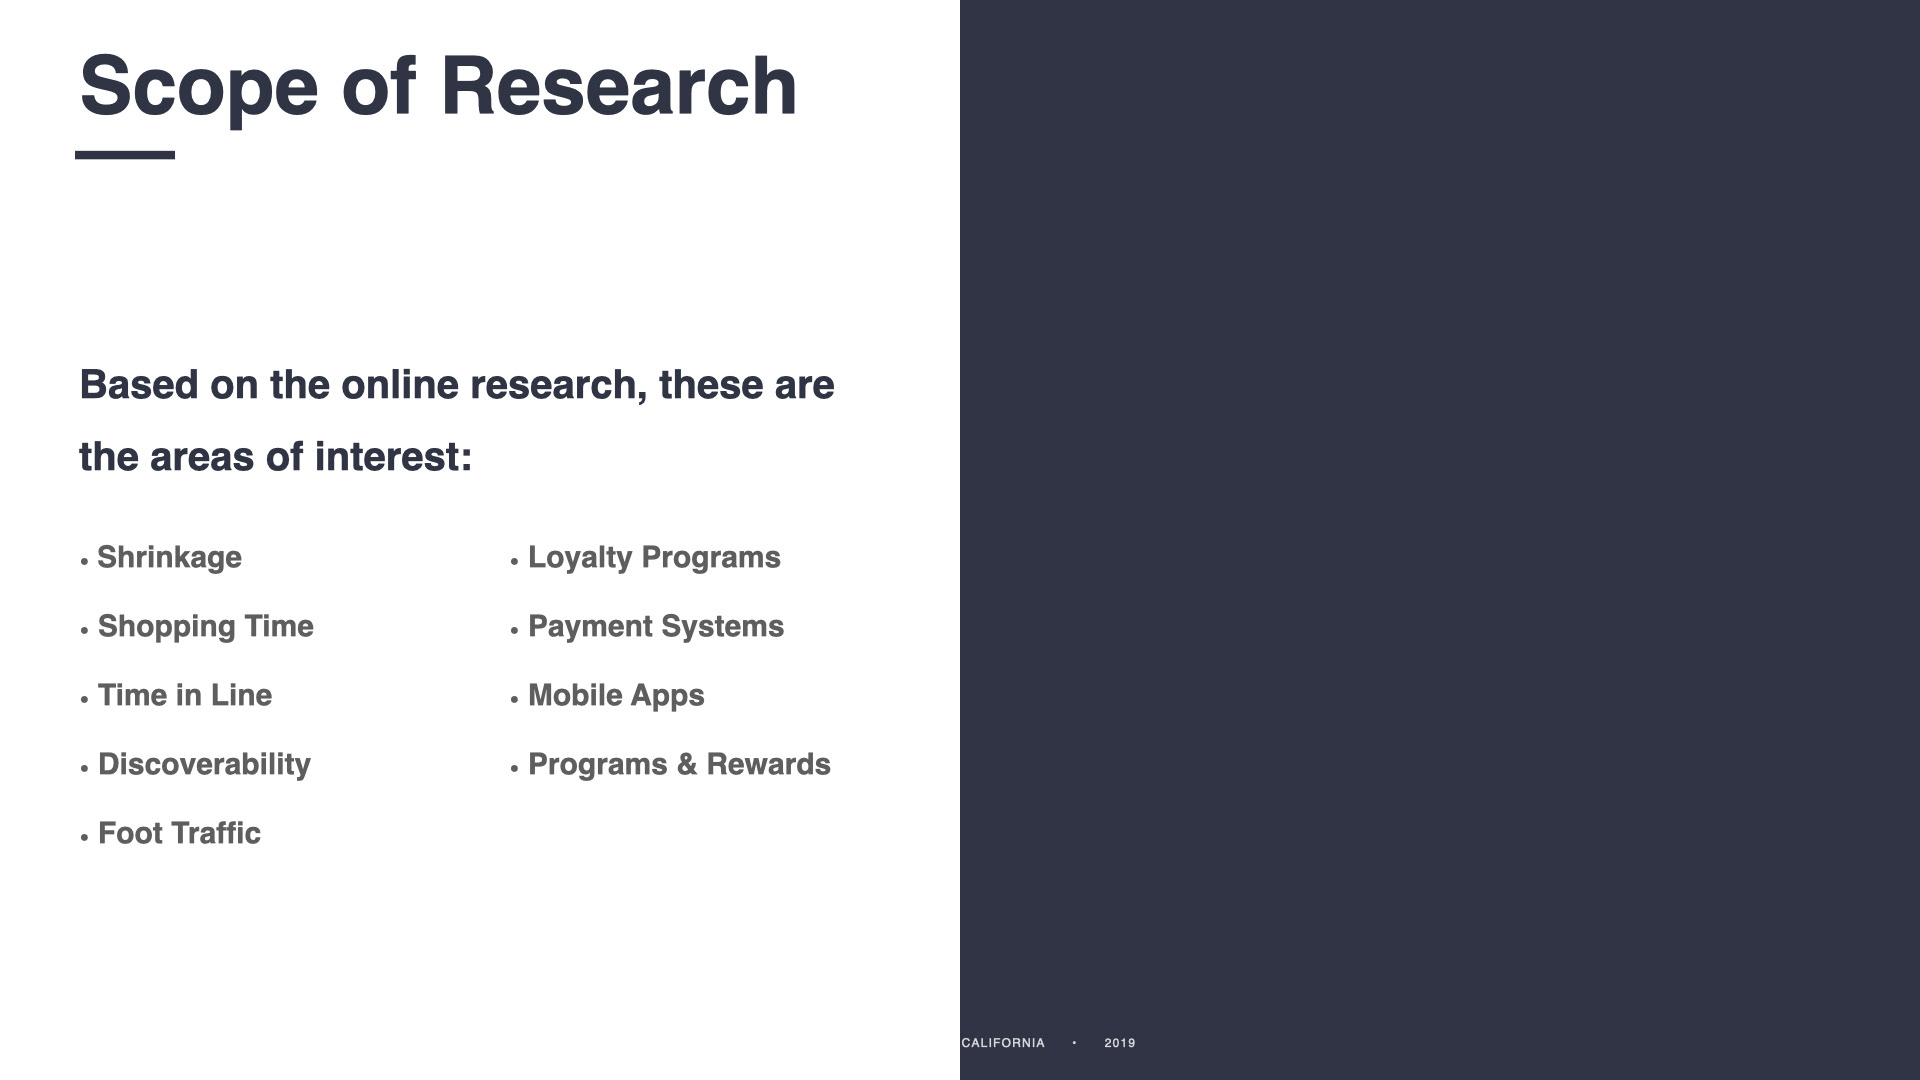 Scope of Research
Based on the online research, these are
the areas of interest:
• Shrinkage
• Shopping Time
• Time in Line
• Discoverability
• Foot Traffic
• Loyalty Programs
• Payment Systems
• Mobile Apps
• Programs & Rewards
CALIFORNIA • 2019